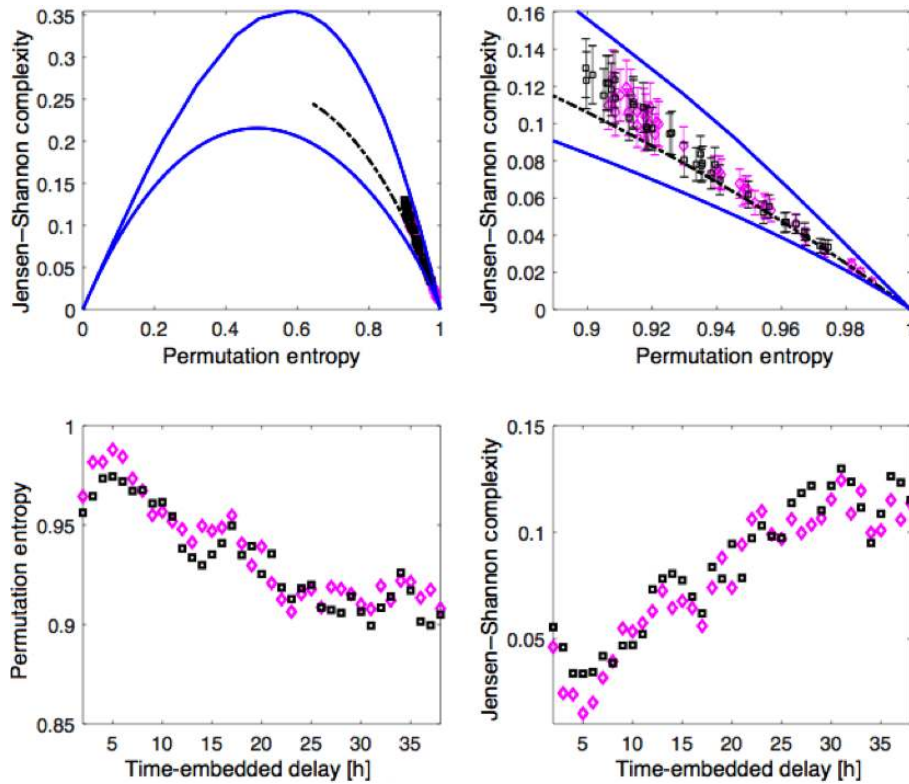 Jensen−Shannon complexity
0.35
0.3
0.25
0.2
0.15
0.1
0.05
0
0 0.2 0.4 0.6 0.8 1
Permutation entropy
Jensen−Shannon complexity
0.16
0.14
0.12
0.1
0.08
0.06
0.04
0.02
0
0.9 0.92 0.94 0.96 0.98 1
Permutation entropy
Permutation entropy
1
0.95
0.9
0.85
5 10 15 20 25 30 35
Time-embedded delay [h]
Jensen−Shannon complexity
0.15
0.1
0.05
5 10 15 20 25 30 35
Time-embedded delay [h]